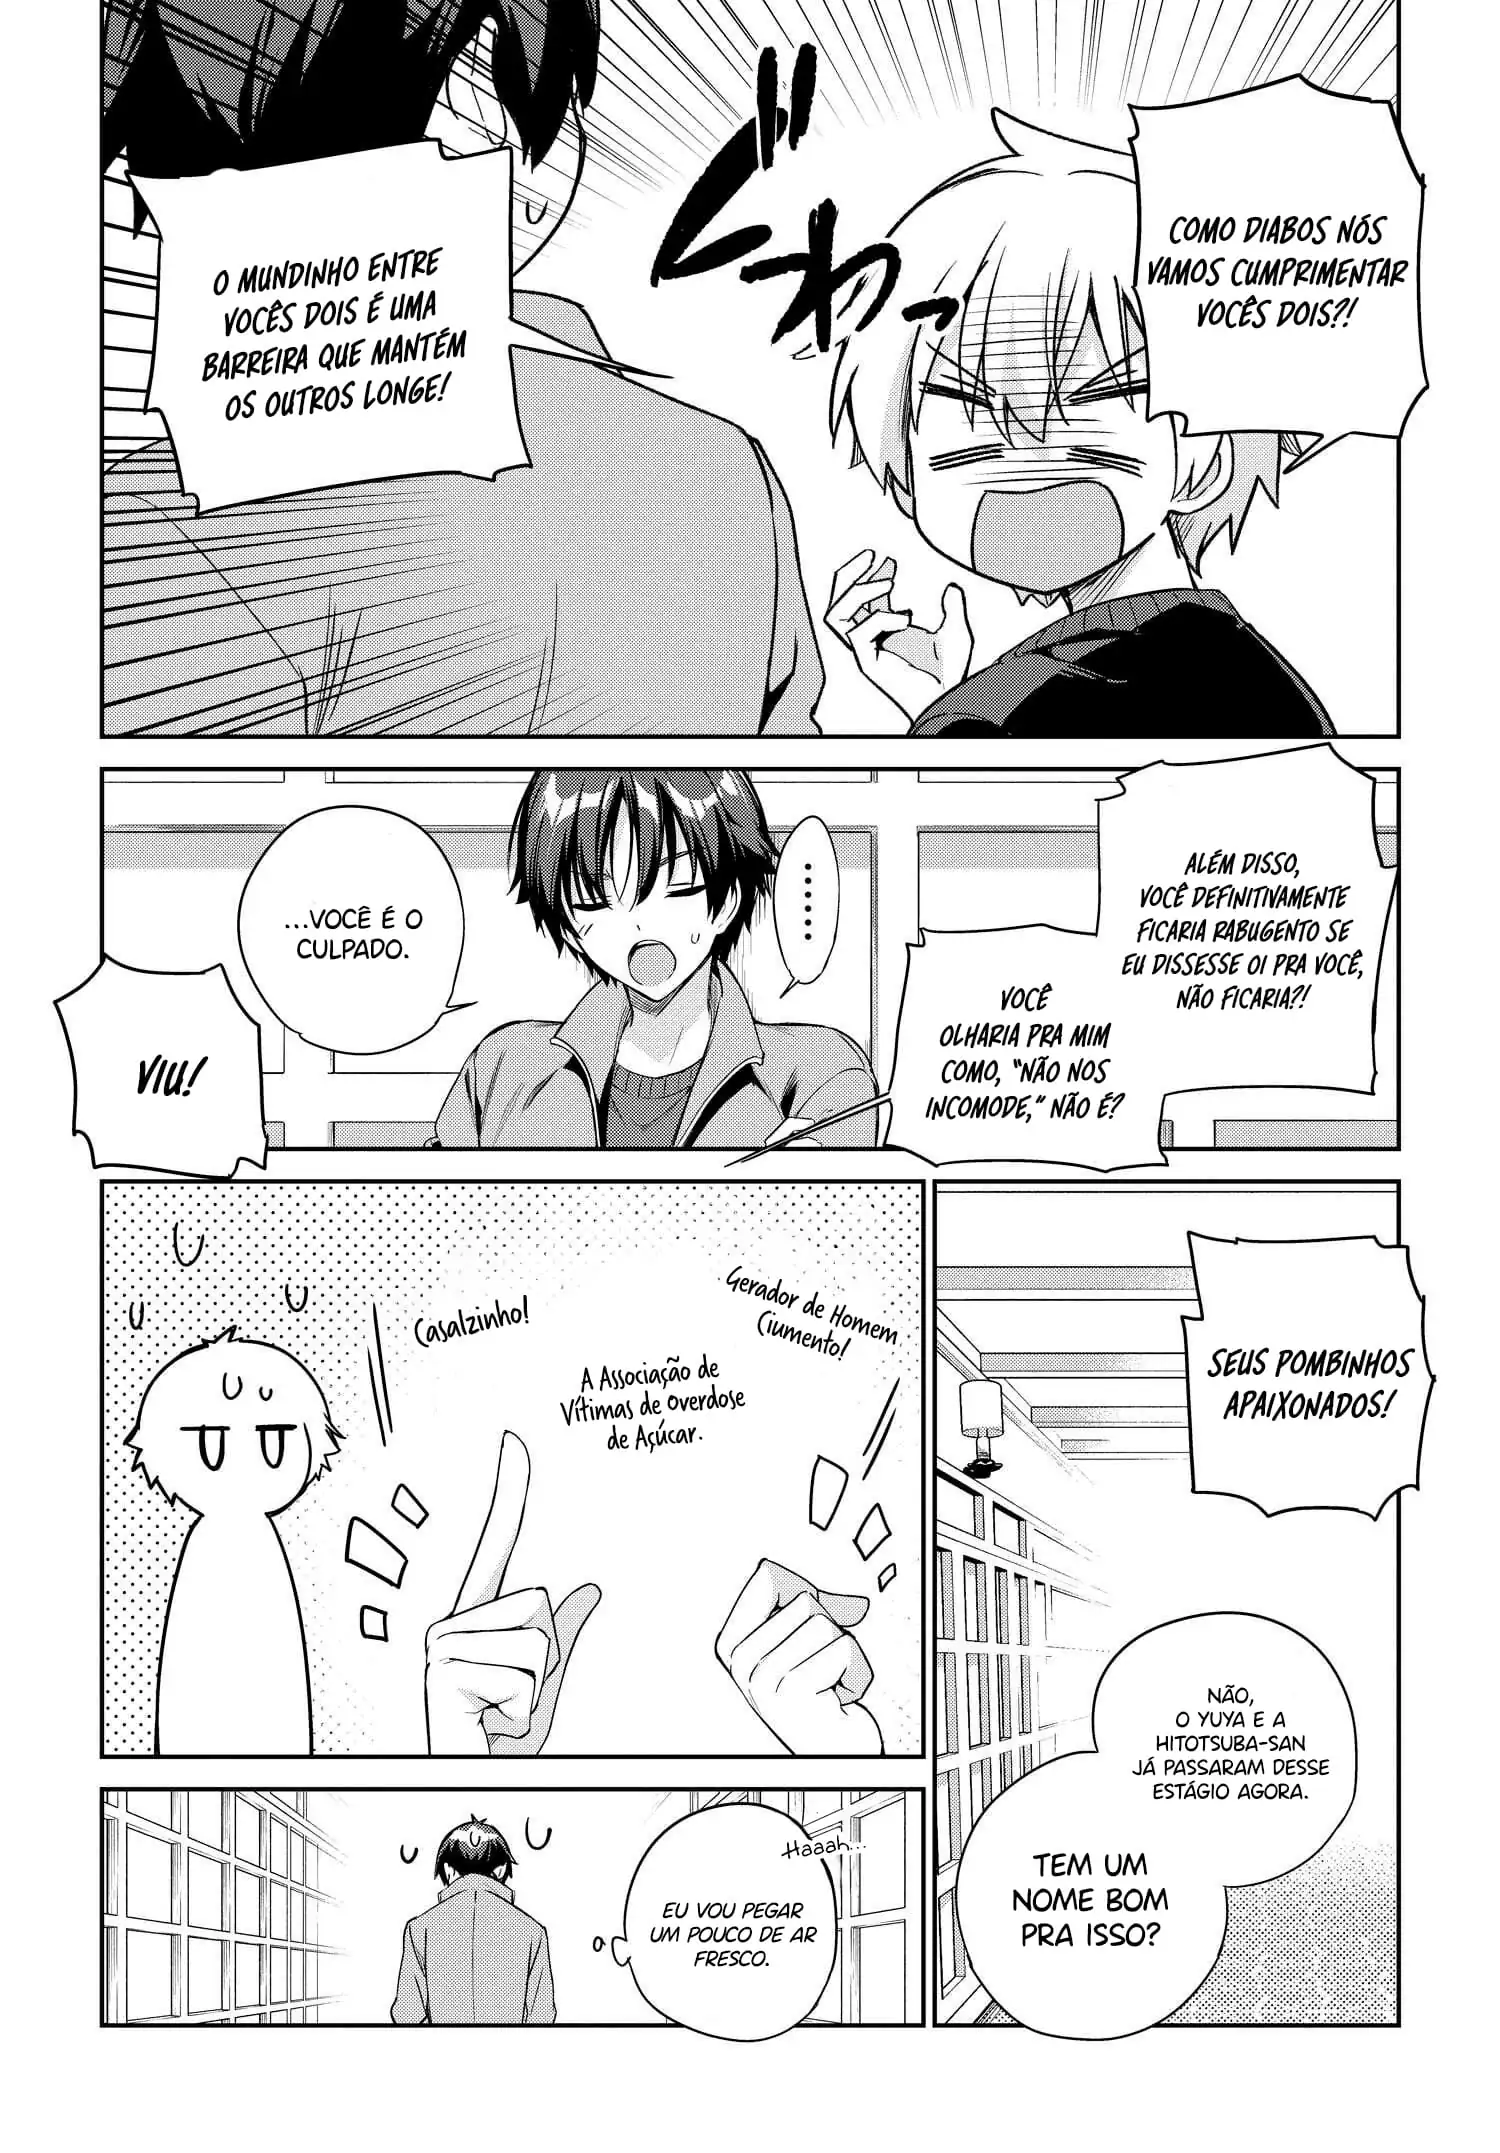 COMO DIABOS NÓS
VAMOS CUMPRIMENTAR
VOCÊS DOIS?!
ぐわっ
O MUNDINHO ENTRE
VOCÊS DOIS É UMA
BARREIRA QUE MANTÉM
OS OUTROS LONGE!
ALÉM DISSO,
VOCÊ DEFINITIVAMENTE
FICARIA RABUGENTO SE
EU DISSESSE OI PRA VOCÊ,
NÃO FICARIA?!
VOCÊ
OLHARIA PRA MIM
COMO, “NÃO NOS
INCOMODE,” NÃO É?
......
...VOCÊ É O
CULPADO.
VIU!
SEUS POMBINHOS
APAIXONADOS!
NÃO,
O YUYA E A
HITOTSUBA-SAN
JÁ PASSARAM DESSE
ESTÁGIO AGORA.
TEM UM
NOME BOM
PRA ISSO?
Gerador de Homem
Ciumento!
A Associação de
Vítimas de Overdose
de Açúcar.
Casalzinho!
Haaah...
EU VOU PEGAR
UM POUCO DE AR
FRESCO.